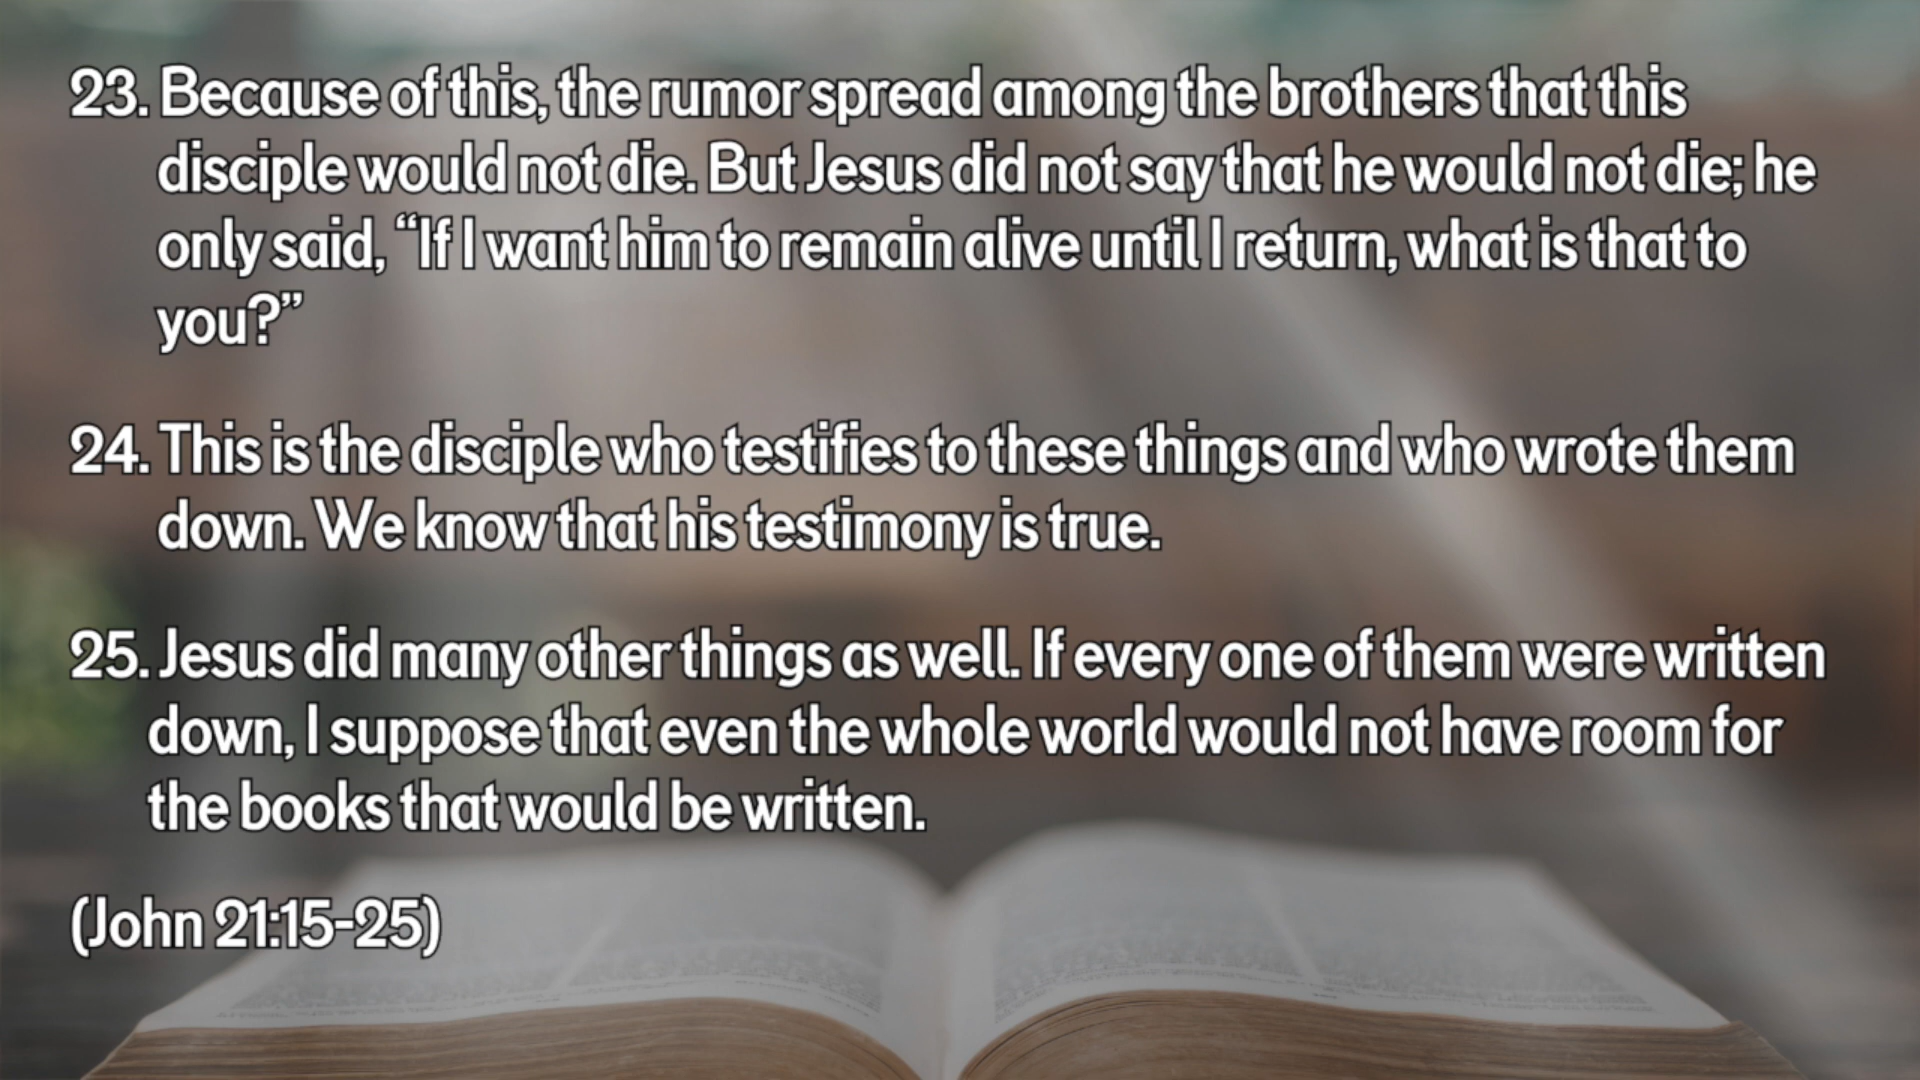 23. Because of this, the rumor spread among the brothers that this
disciple would not die. But Jesus did not say that he would not die; he
only said, “If I want him to remain alive until I return, what is that to
you?”
24. This is the disciple who testifies to these things and who wrote them
down. We know that his testimony is true.
25. Jesus did many other things as well. If every one of them were written
down, I suppose that even the whole world would not have room for
the books that would be written.
(John 21:15-25)